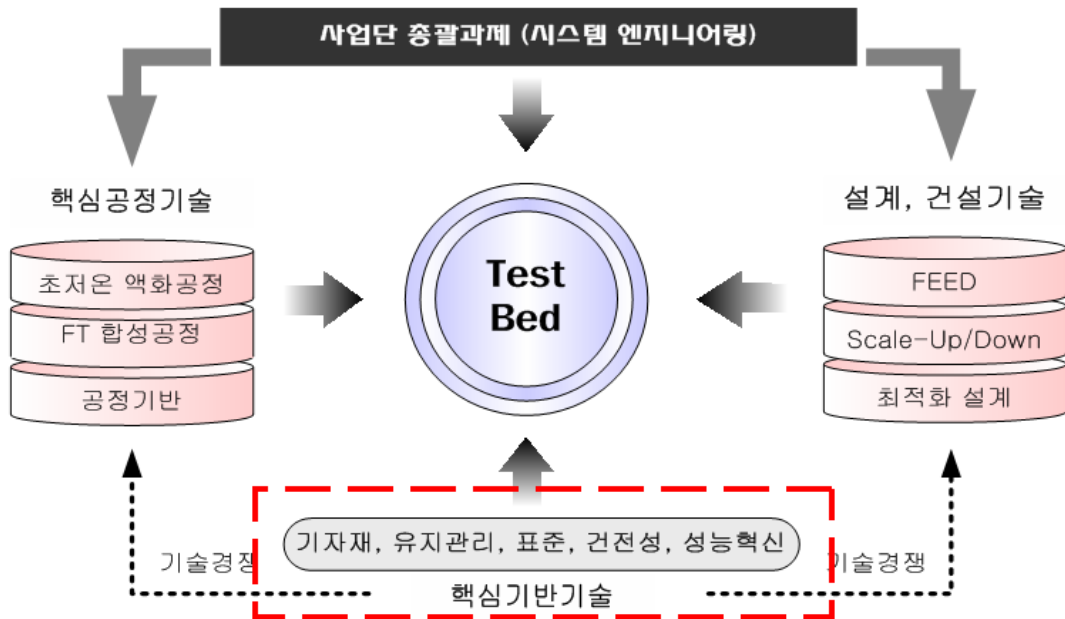 사업단 총괄과제 (시스템 엔지니어링)
핵심공정기술
초저온 액화공정
FT 합성공정
공정기반
Test
Bed
설계, 건설기술
FEED
Scale-Up/Down
최적화 설계
기자재, 유지관리, 표준, 건전성, 성능혁신
핵심기반기술
기술경쟁
기술경쟁